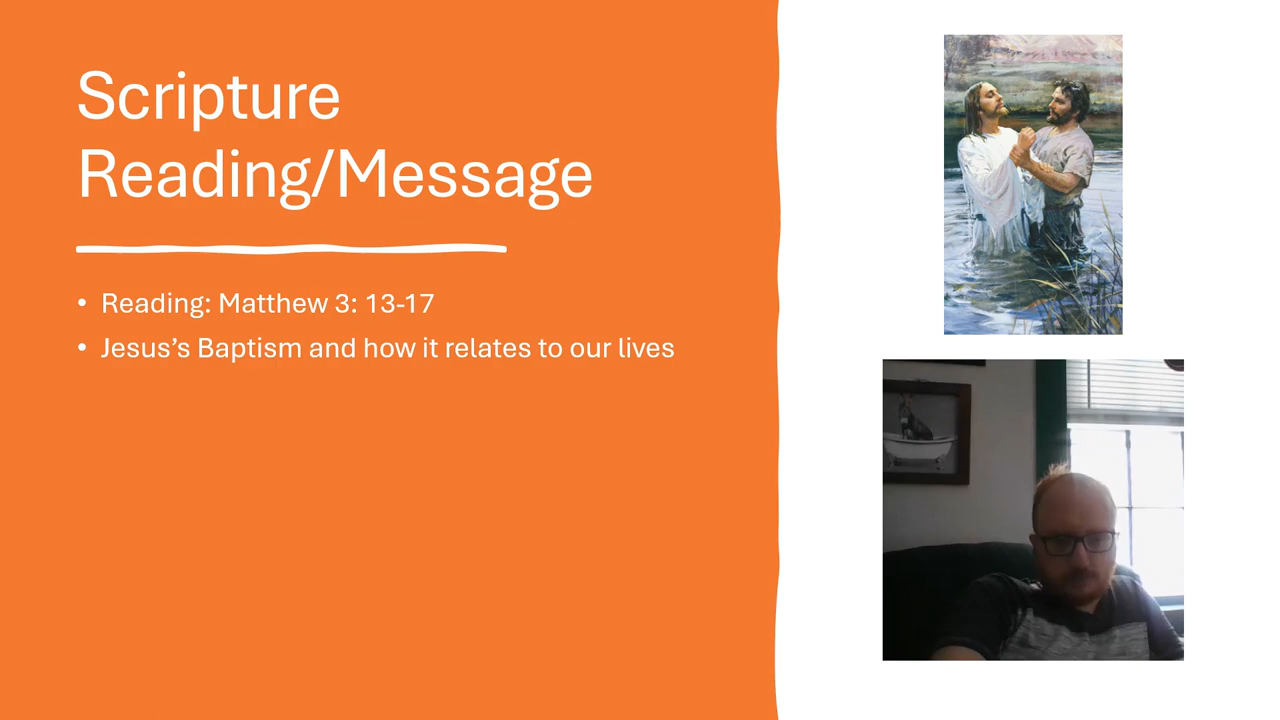 Scripture
Reading/Message
• Reading: Matthew 3: 13-17
• Jesus’s Baptism and how it relates to our lives